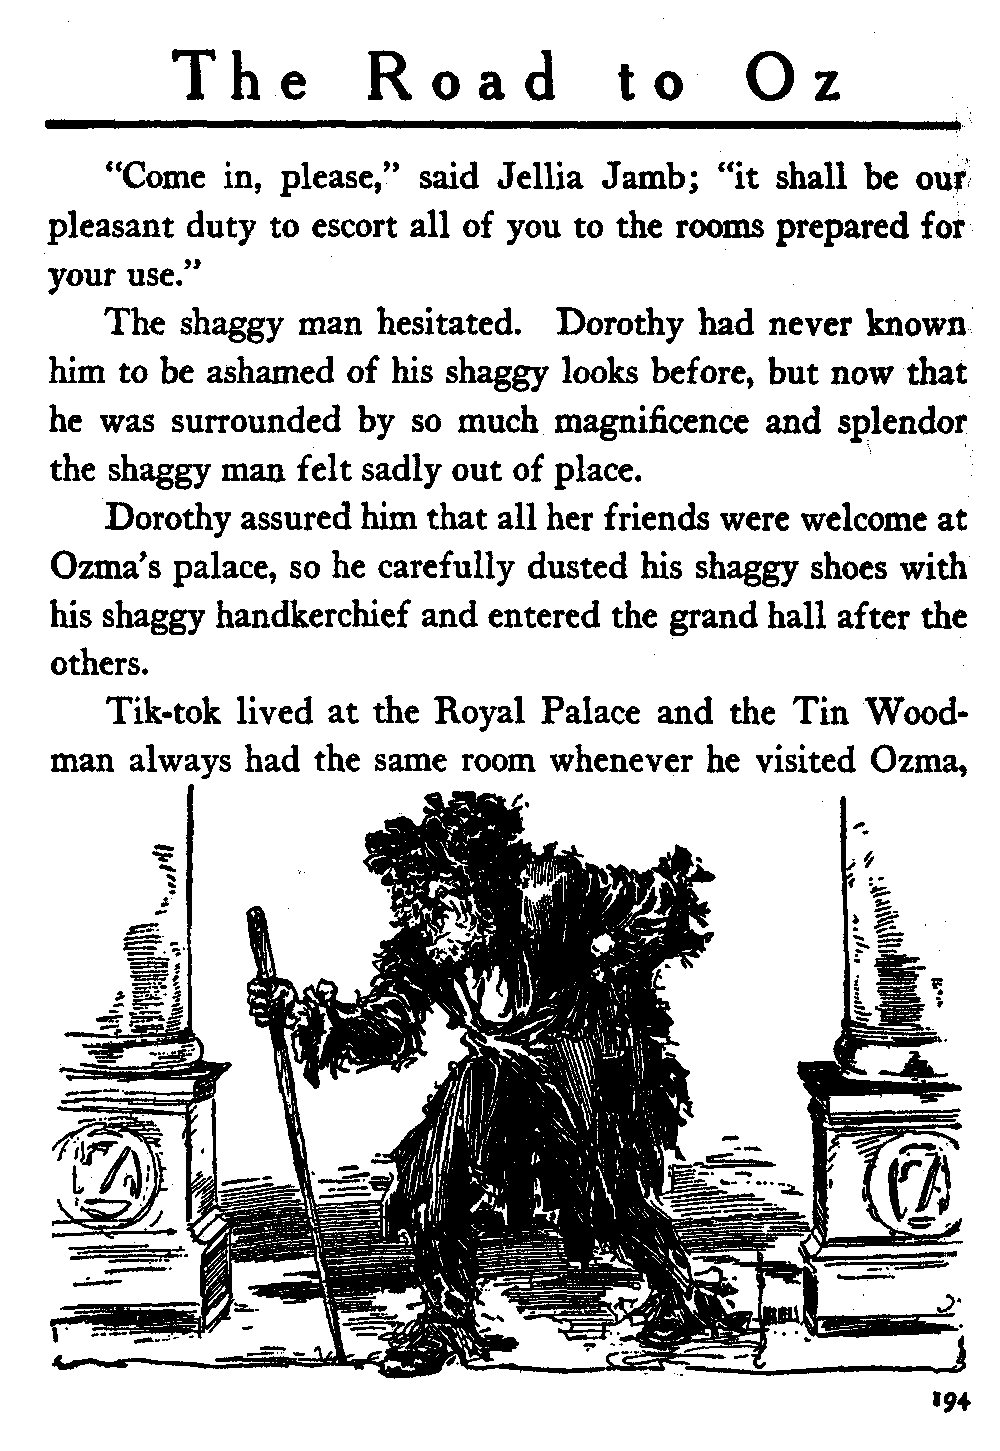 The Road to Oz
“Come in, please,” said Jellia Jamb; “it shall be our
pleasant duty to escort all of you to the rooms prepared for
your use.”
The shaggy man hesitated. Dorothy had never known
him to be ashamed of his shaggy looks before, but now that
he was surrounded by so much magnificence and splendor
the shaggy man felt sadly out of place.
Dorothy assured him that all her friends were welcome at
Ozma’s palace, so he carefully dusted his shaggy shoes with
his shaggy handkerchief and entered the grand hall after the
others.
Tik-tok lived at the Royal Palace and the Tin Wood-
man always had the same room whenever he visited Ozma,
194